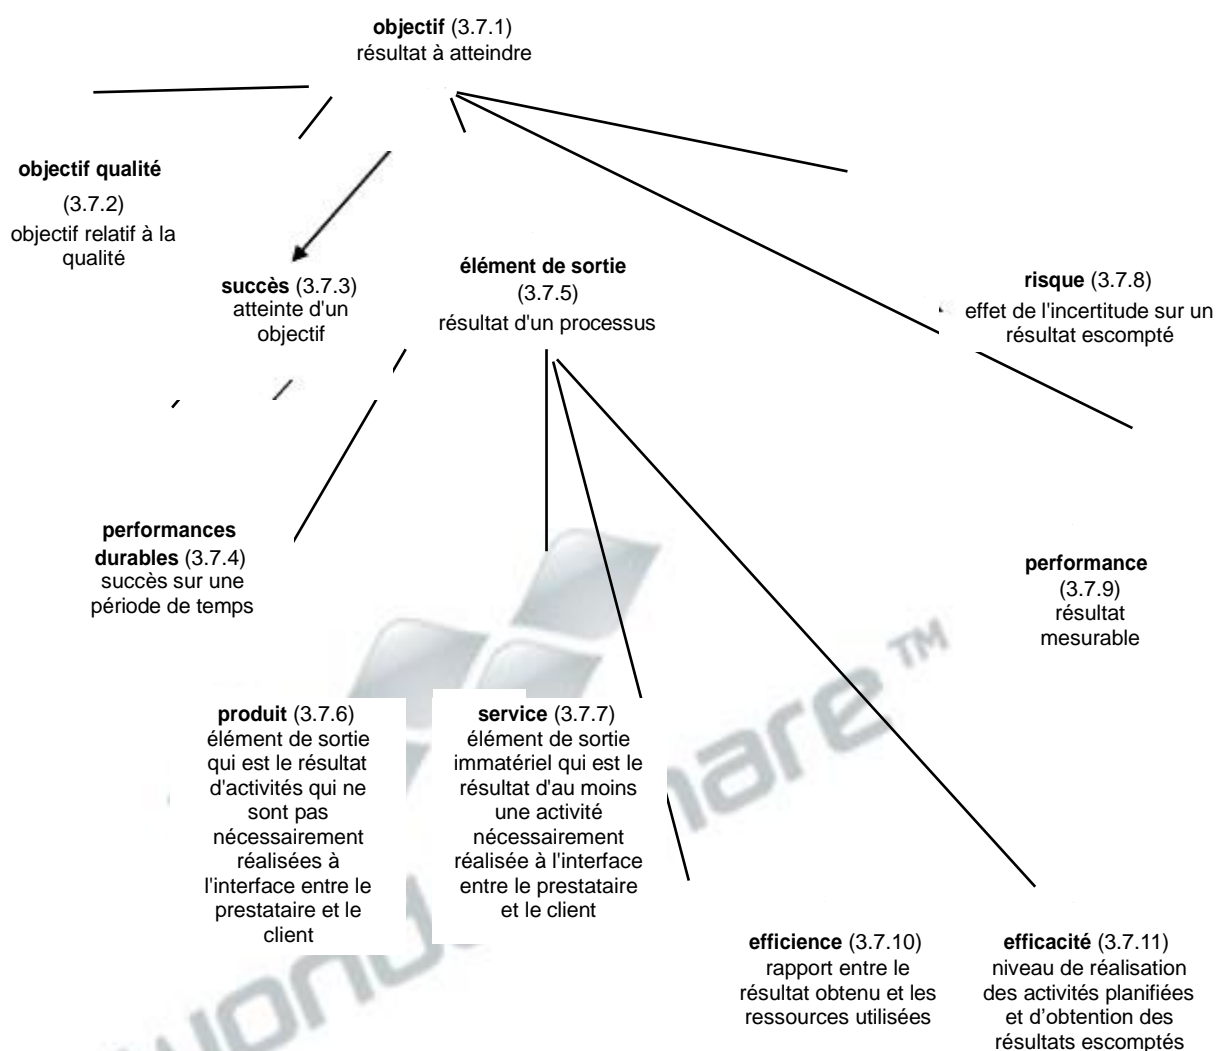 objectif (3.7.1)
résultat à atteindre
objectif qualité
(3.7.2)
objectif relatif à la
qualité
succès (3.7.3)
atteinte d'un
objectif
élément de sortie
(3.7.5)
résultat d'un processus
risque (3.7.8)
effet de l'incertitude sur un
résultat escompté
performances
durables (3.7.4)
succès sur une
période de temps
performance
(3.7.9)
résultat
mesurable
produit (3.7.6)
élément de sortie
qui est le résultat
d'activités qui ne
sont pas
nécessairement
réalisées à
l'interface entre le
prestataire et le
client
service (3.7.7)
élément de sortie
immatériel qui est le
résultat d'au moins
une activité
nécessairement
réalisée à l'interface
entre le prestataire
et le client
efficience (3.7.10)
rapport entre le
résultat obtenu et les
ressources utilisées
efficacité (3.7.11)
niveau de réalisation
des activités planifiées
et d’obtention des
résultats escomptés